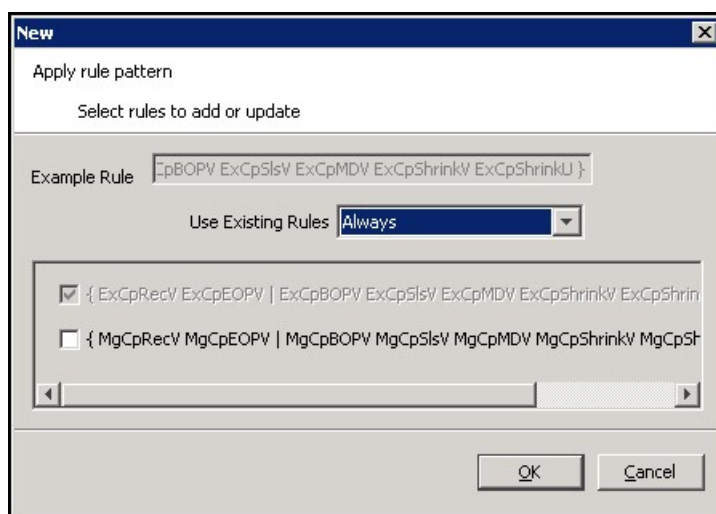 New
Apply rule pattern
Select rules to add or update
Example Rule CpBOPV ExCpSlsV ExCpMDV ExCpShrinkV ExCpShrinkU }
Use Existing Rules Always
{ ExCpRecV ExCpEOPV | ExCpBOPV ExCpSlsV ExCpMDV ExCpShrinkV ExCpShrin
{ MgCpRecV MgCpEOPV | MgCpBOPV MgCpSlsV MgCpMDV MgCpShrinkV MgCpSh
OK Cancel